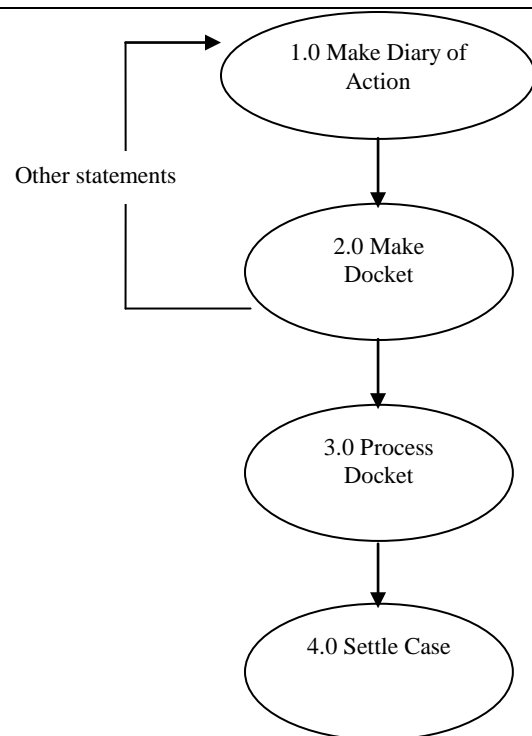 1.0 Make Diary of
Action
Other statements
2.0 Make
Docket
3.0 Process
Docket
4.0 Settle Case